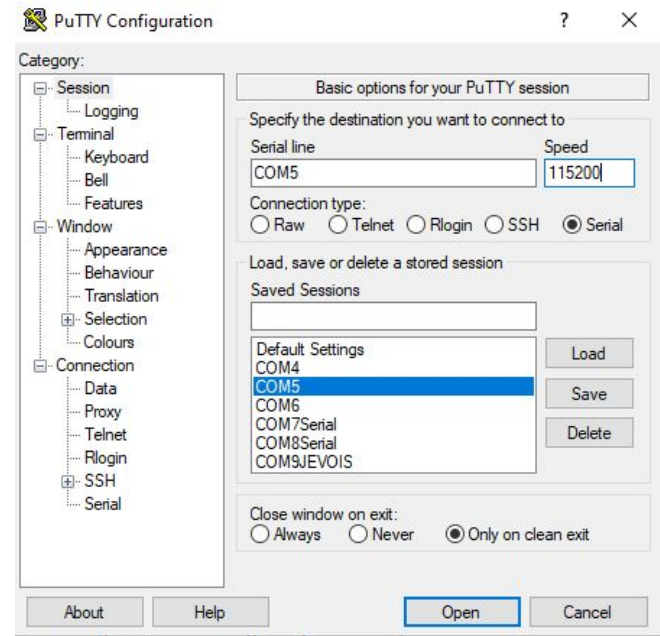 PuTTY Configuration ? ×
Category:
Session
Logging
Terminal
Keyboard
Bell
Features
Window
Appearance
Behaviour
Translation
Selection
Colours
Connection
Data
Proxy
Telnet
Rlogin
SSH
Serial
Basic options for your PuTTY session
Specify the destination you want to connect to
Serial line Speed
COM5 115200
Connection type:
Raw Telnet Rlogin SSH Serial
Load, save or delete a stored session
Saved Sessions
Default Settings
COM4
COM5
COM6
COM7Serial
COM8Serial
COM9JEVOIS
Load
Save
Delete
Close window on exit:
Always Never Only on clean exit
About Help Open Cancel